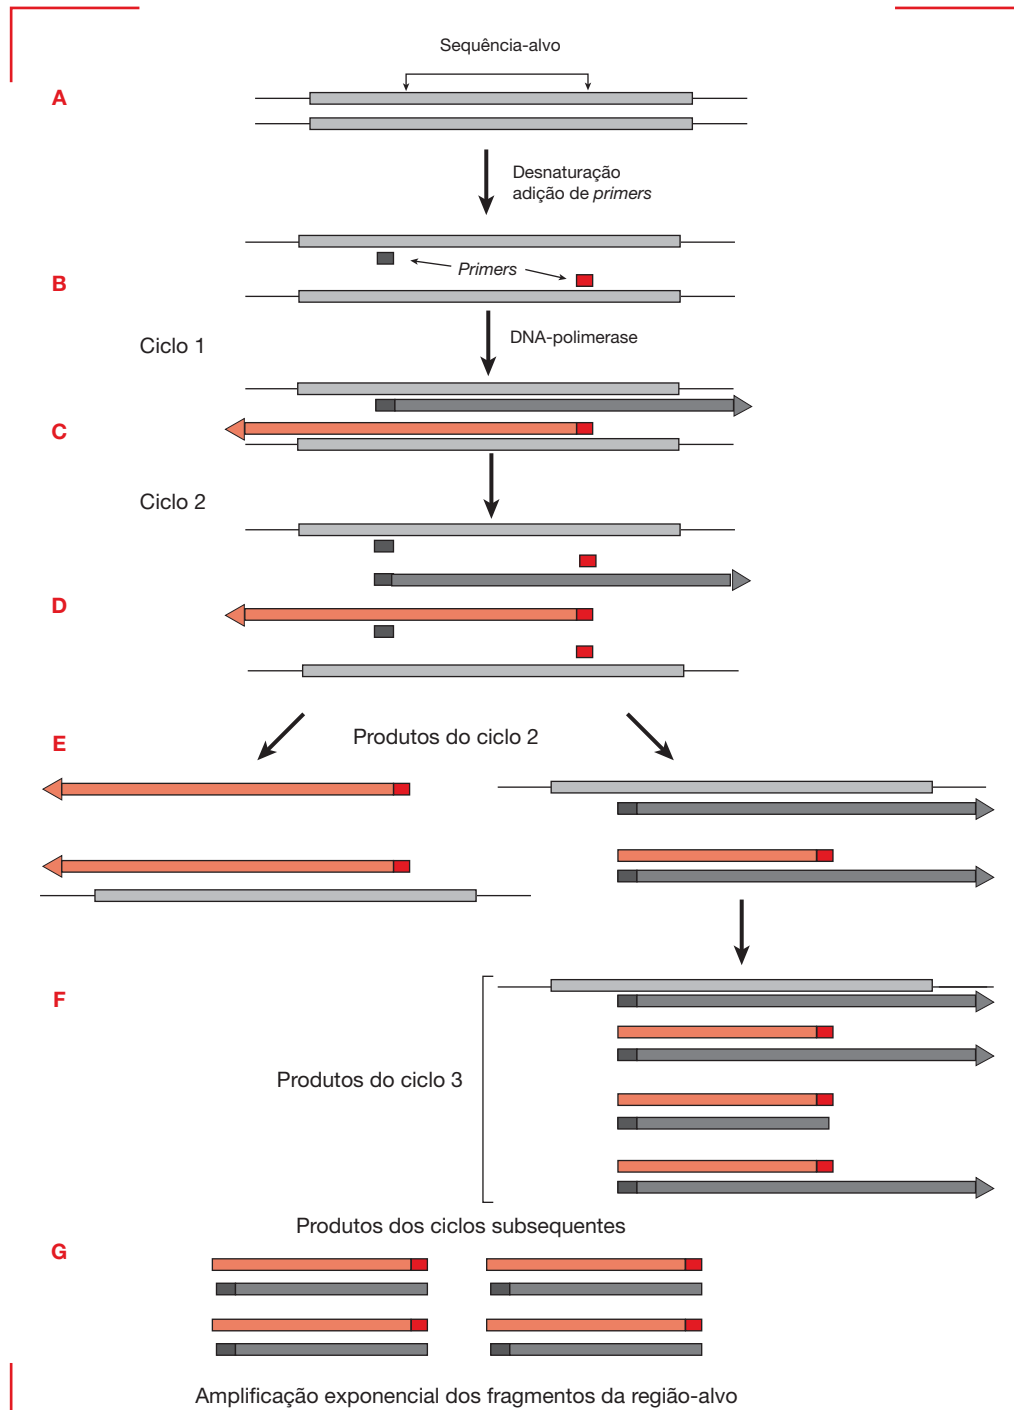 Sequência-alvo
A
Desnaturação
adição de primers
Primers
B
DNA-polimerase
Ciclo 1
C
Ciclo 2
D
Produtos do ciclo 2
E
F
Produtos do ciclo 3
Produtos dos ciclos subsequentes
G
Amplificação exponencial dos fragmentos da região-alvo